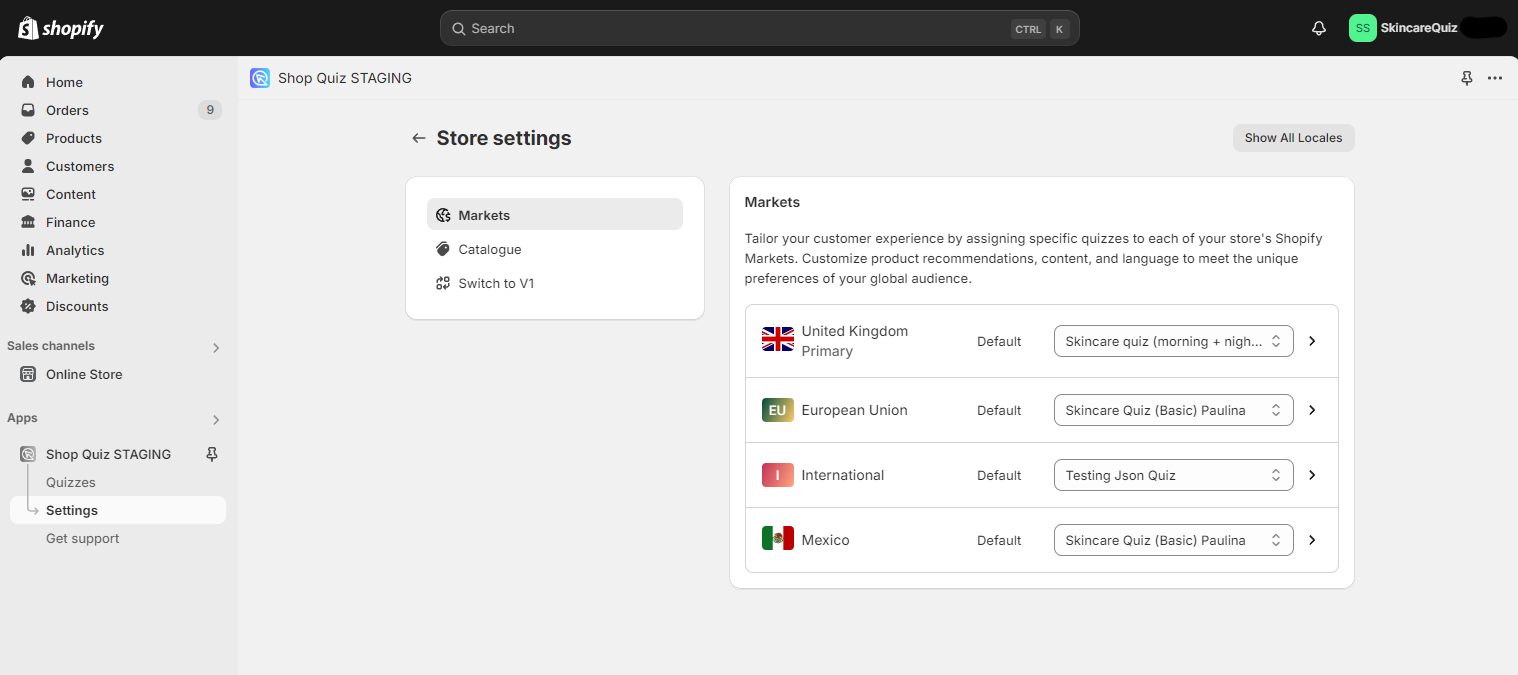 shopify
Search
CTRL K
SS
SkincareQuiz
Home
Orders
9
Products
Customers
Content
Finance
Analytics
Marketing
Discounts
Sales channels
Online Store
Apps
Shop Quiz STAGING
Quizzes
Settings
Get support
Shop Quiz STAGING
Store settings
Show All Locales
Markets
Catalogue
Switch to V1
Markets
Tailor your customer experience by assigning specific quizzes to each of your store's Shopify
Markets. Customize product recommendations, content, and language to meet the unique
preferences of your global audience.
United Kingdom
Primary
Default
Skincare quiz (morning + nigh...
EU
European Union
Default
Skincare Quiz (Basic) Paulina
I
International
Default
Testing Json Quiz
Mexico
Default
Skincare Quiz (Basic) Paulina